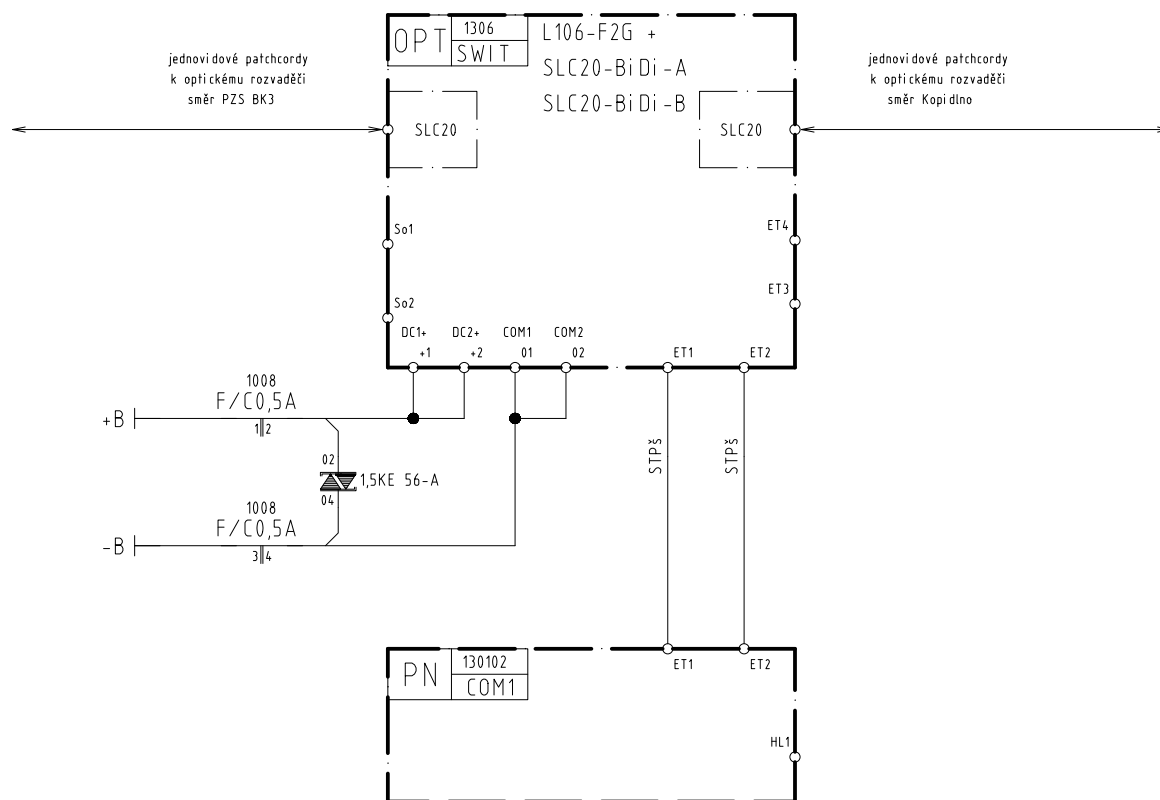 OPT
1306
SWIT
L106-F2G +
SLC20-BiDi-A
SLC20-BiDi-B
jednovidové patchcordy
k optickému rozvaděči
směr PZS BK3
jednovidové patchcordy
k optickému rozvaděči
směr Kopidlno
SLC20
SLC20
So1
ET4
So2
ET3
DC1+
DC2+
COM1
COM2
+1
+2
01
02
ET1
ET2
1008
F/C0,5A
+B
1
2
02
1,5KE 56-A
04
STPš
STPš
1008
F/C0,5A
-B
3
4
PN
130102
COM1
ET1
ET2
HL1